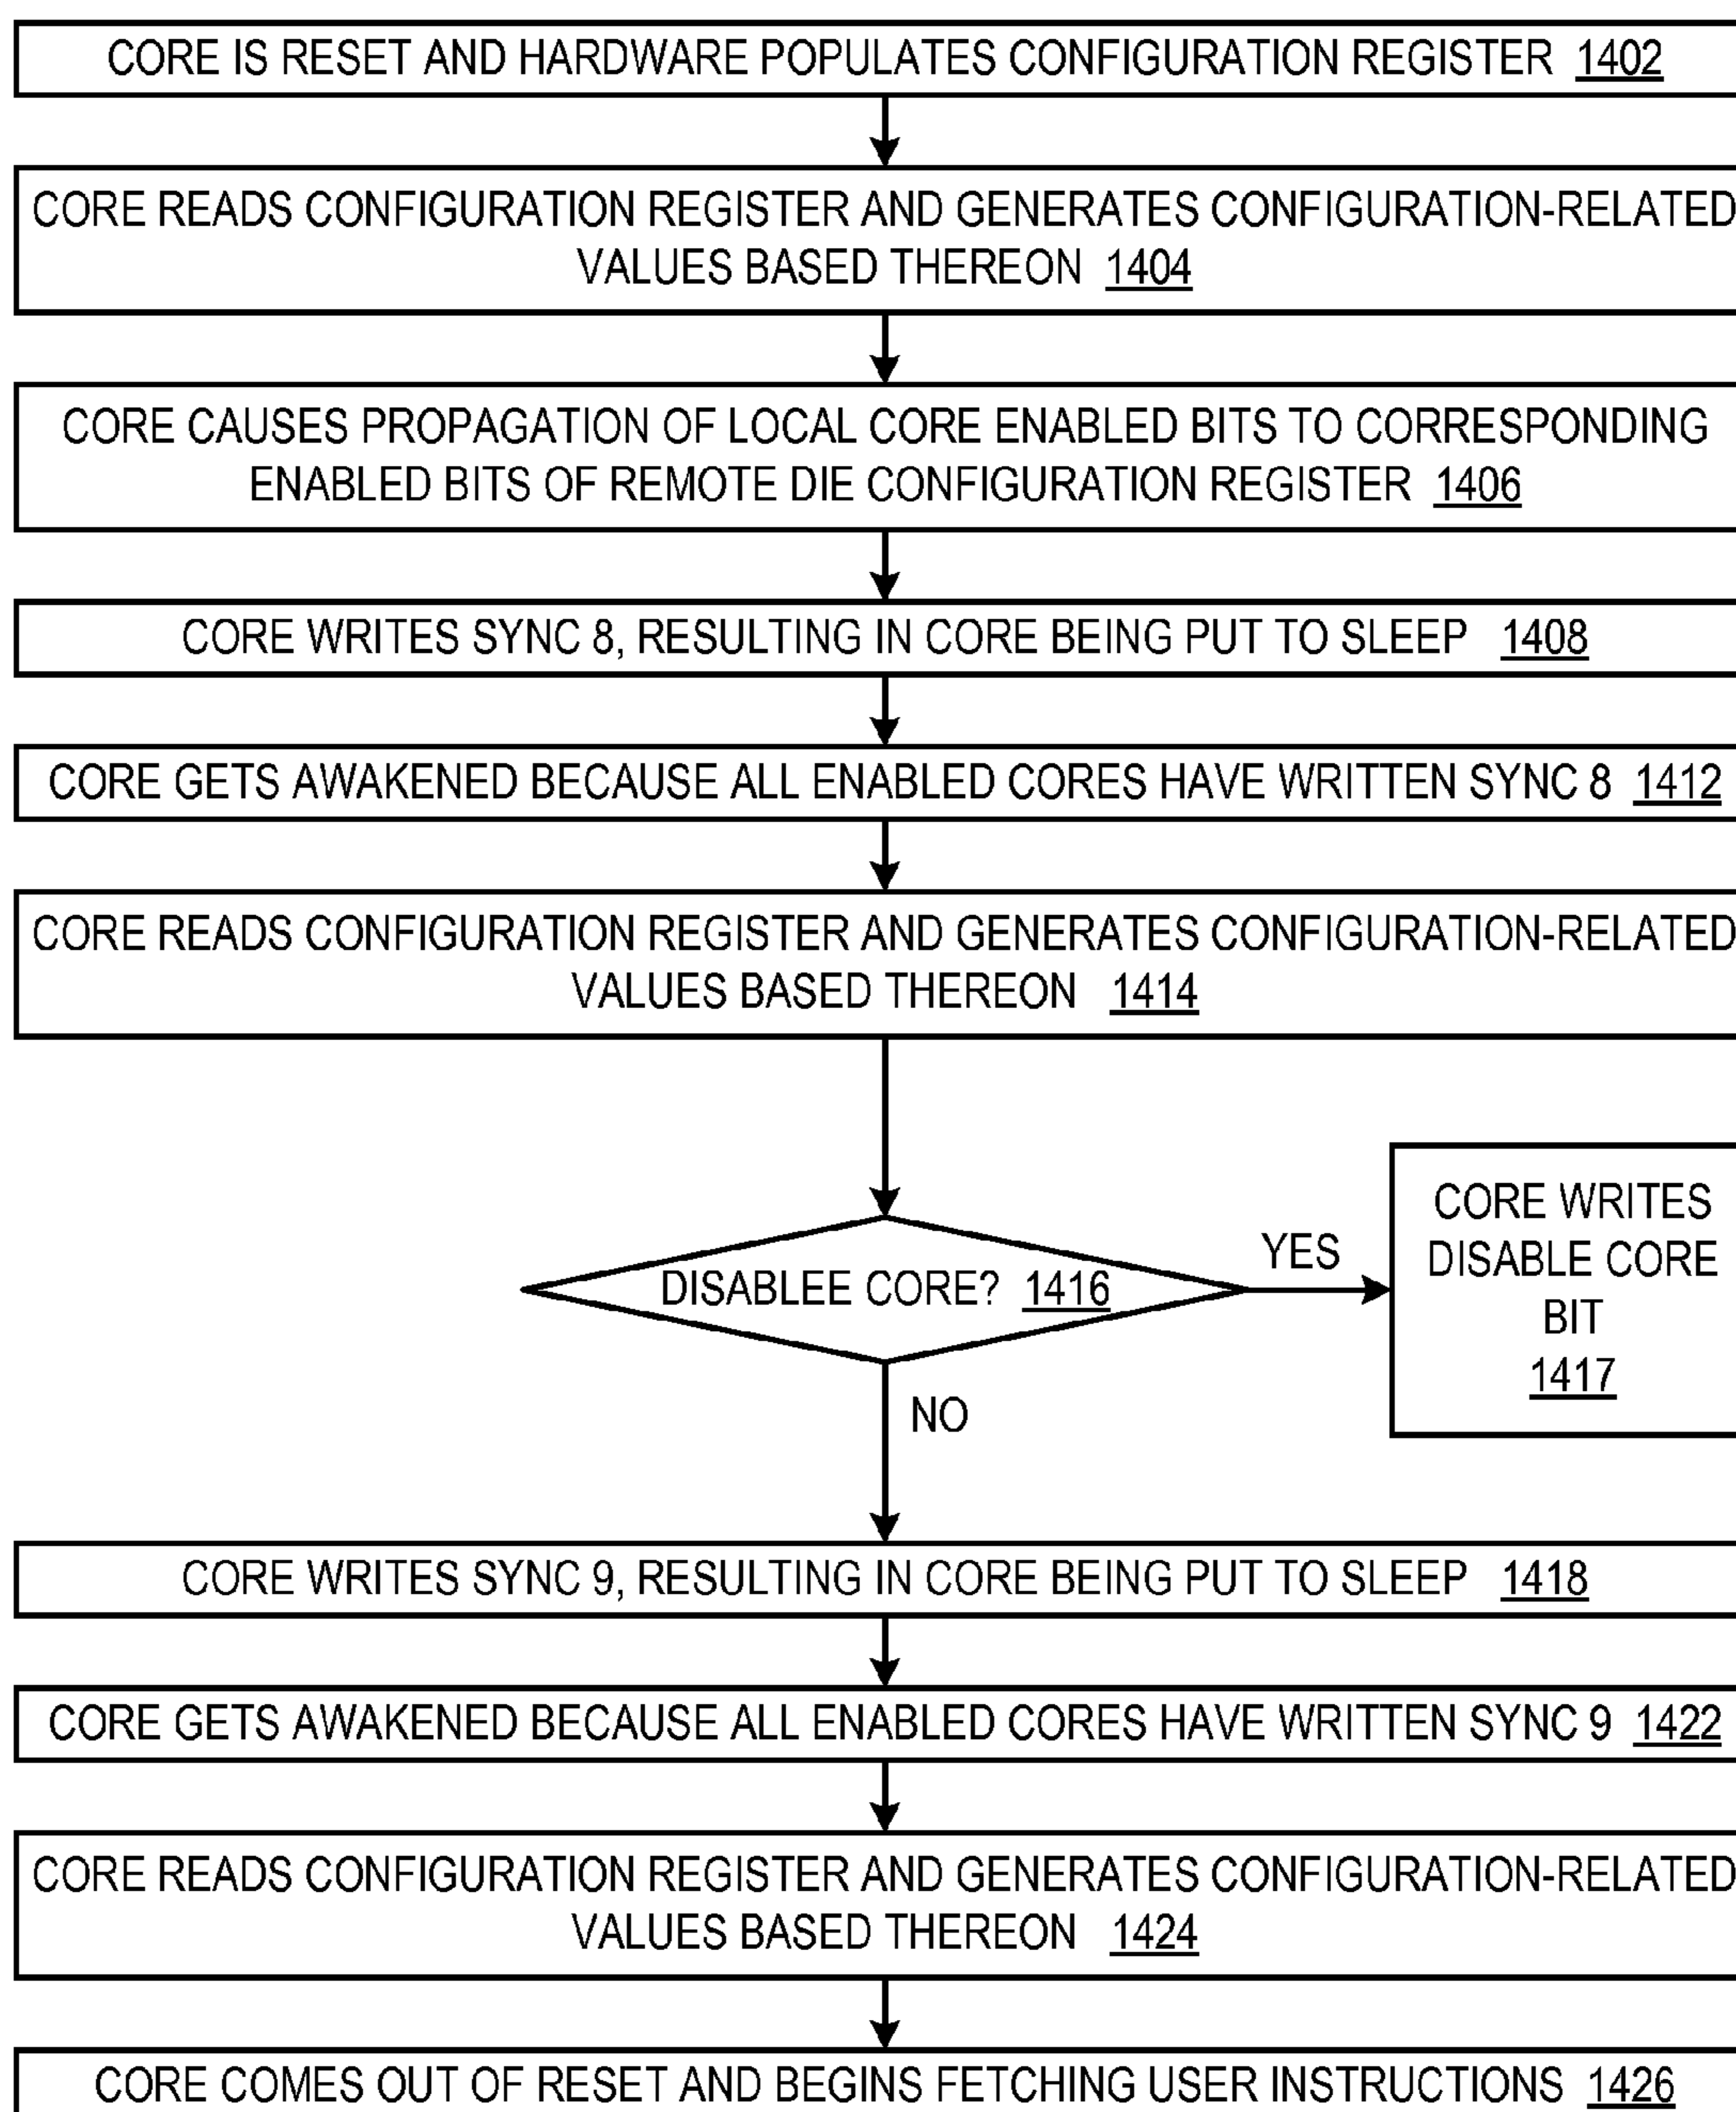 CORE IS RESET AND HARDWARE POPULATES CONFIGURATION REGISTER 1402
CORE READS CONFIGURATION REGISTER AND GENERATES CONFIGURATION-RELATED
VALUES BASED THEREON 1404
CORE CAUSES PROPAGATION OF LOCAL CORE ENABLED BITS TO CORRESPONDING
ENABLED BITS OF REMOTE DIE CONFIGURATION REGISTER 1406
CORE WRITES SYNC 8, RESULTING IN CORE BEING PUT TO SLEEP 1408
CORE GETS AWAKENED BECAUSE ALL ENABLED CORES HAVE WRITTEN SYNC 8 1412
CORE READS CONFIGURATION REGISTER AND GENERATES CONFIGURATION-RELATED
VALUES BASED THEREON 1414
DISABLEE CORE? 1416
YES
CORE WRITES
DISABLE CORE
BIT
1417
NO
CORE WRITES SYNC 9, RESULTING IN CORE BEING PUT TO SLEEP 1418
CORE GETS AWAKENED BECAUSE ALL ENABLED CORES HAVE WRITTEN SYNC 9 1422
CORE READS CONFIGURATION REGISTER AND GENERATES CONFIGURATION-RELATED
VALUES BASED THEREON 1424
CORE COMES OUT OF RESET AND BEGINS FETCHING USER INSTRUCTIONS 1426